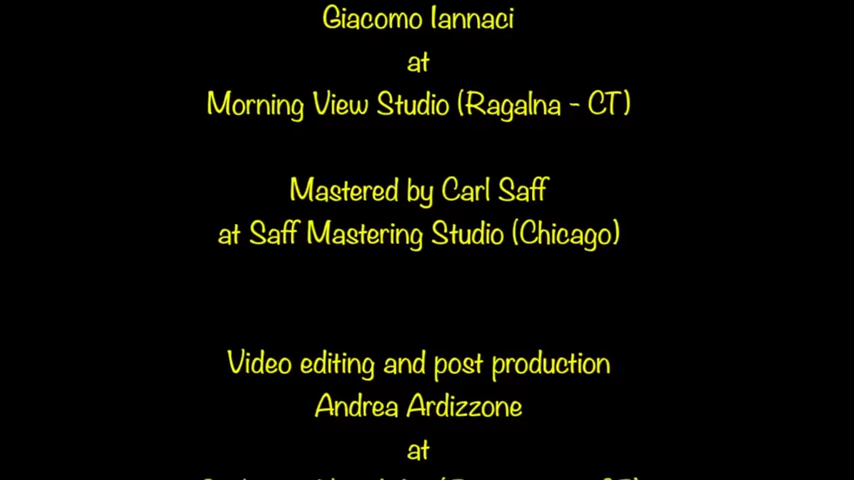 Giacomo Iannaci
at
Morning View Studio (Ragalna - CT)
Mastered by Carl Saff
at Saff Mastering Studio (Chicago)
Video editing and post production
Andrea Ardizzone
at